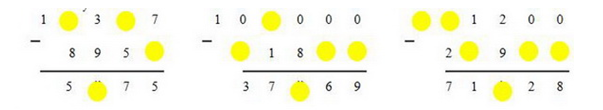 1 3 7 1 0 0 0 0 1 2 0 0
− 8 9 5 − 1 8 − 2 9
5 7 5 3 7 6 9 7 1 2 8